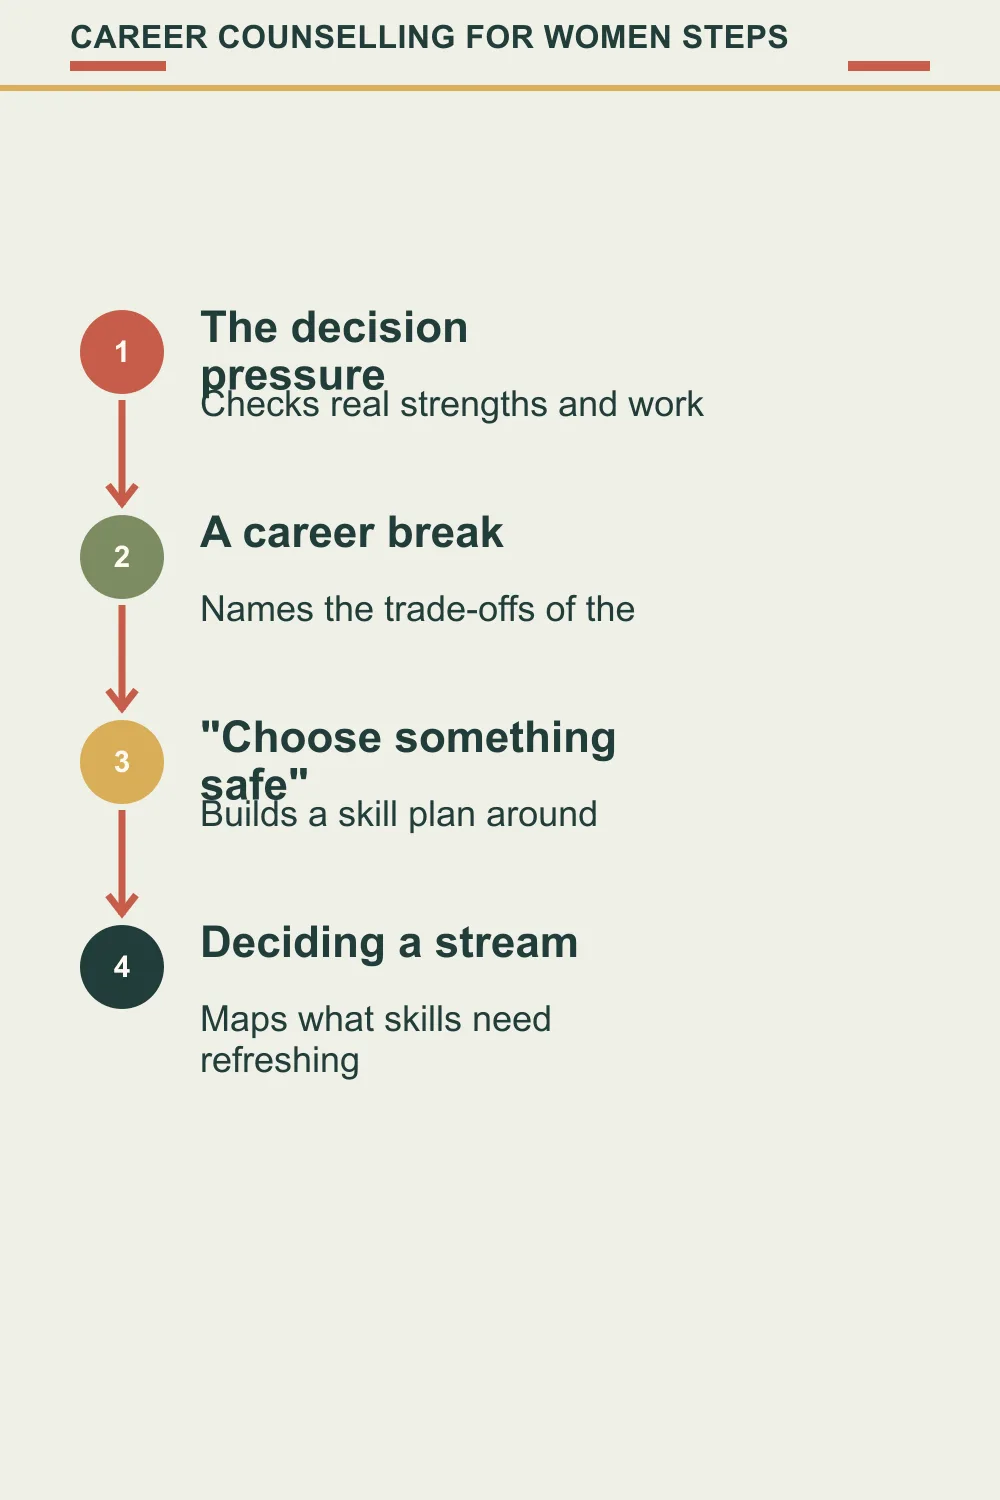 CAREER COUNSELLING FOR WOMEN STEPS
1
The decision
pressure
Checks real strengths and work
2
A career break
Names the trade-offs of the
3
"Choose something
safe"
Builds a skill plan around
4
Deciding a stream
Maps what skills need
refreshing